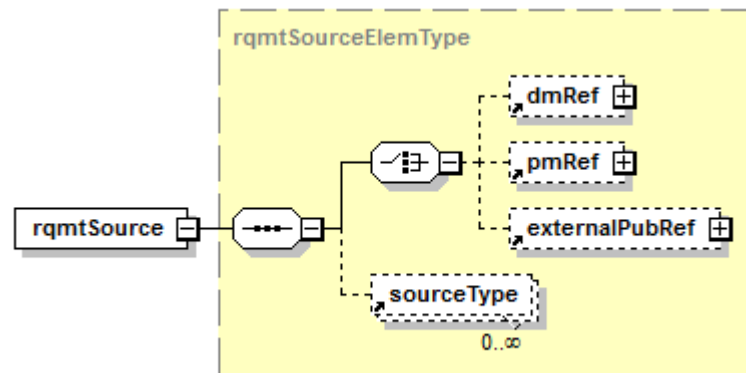 rqmtSourceElemType
dmRef
pmRef
rqmtSource
externalPubRef
sourceType
0..∞